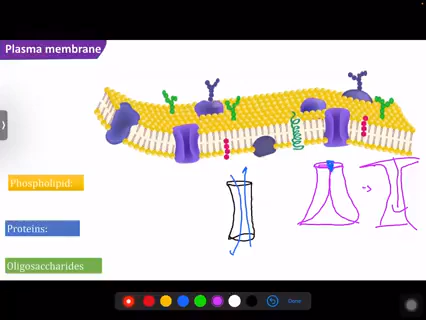 Plasma membrane
Phospholipid:
Proteins:
Oligosaccharides
Done